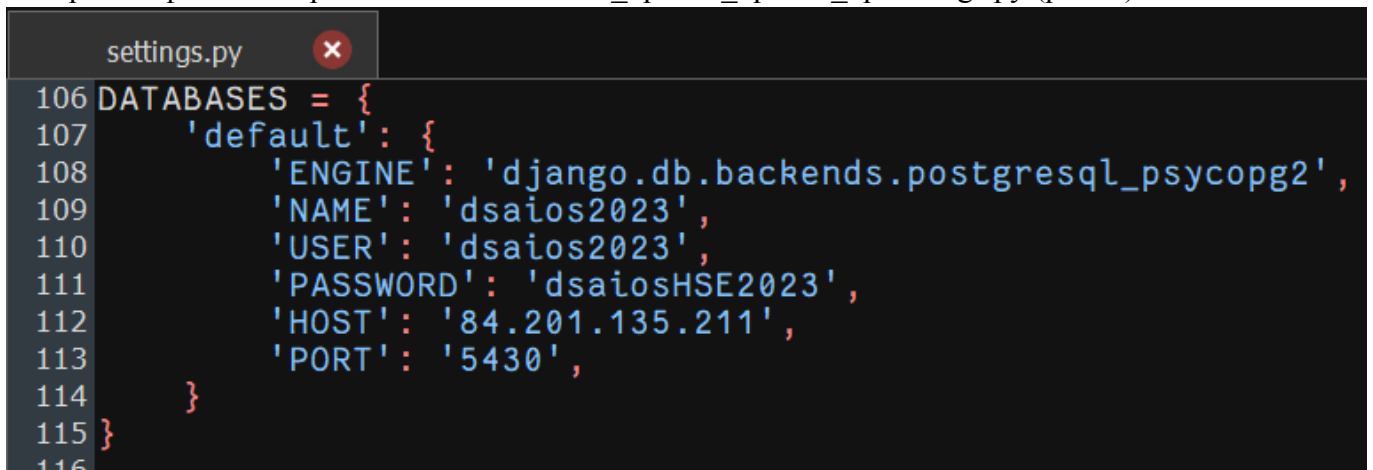 settings.py
106 DATABASES = {
107     'default': {
108         'ENGINE': 'django.db.backends.postgresql_psycopg2',
109         'NAME': 'dsaios2023',
110         'USER': 'dsaios2023',
111         'PASSWORD': 'dsaiosHSE2023',
112         'HOST': '84.201.135.211',
113         'PORT': '5430',
114     }
115 }
116